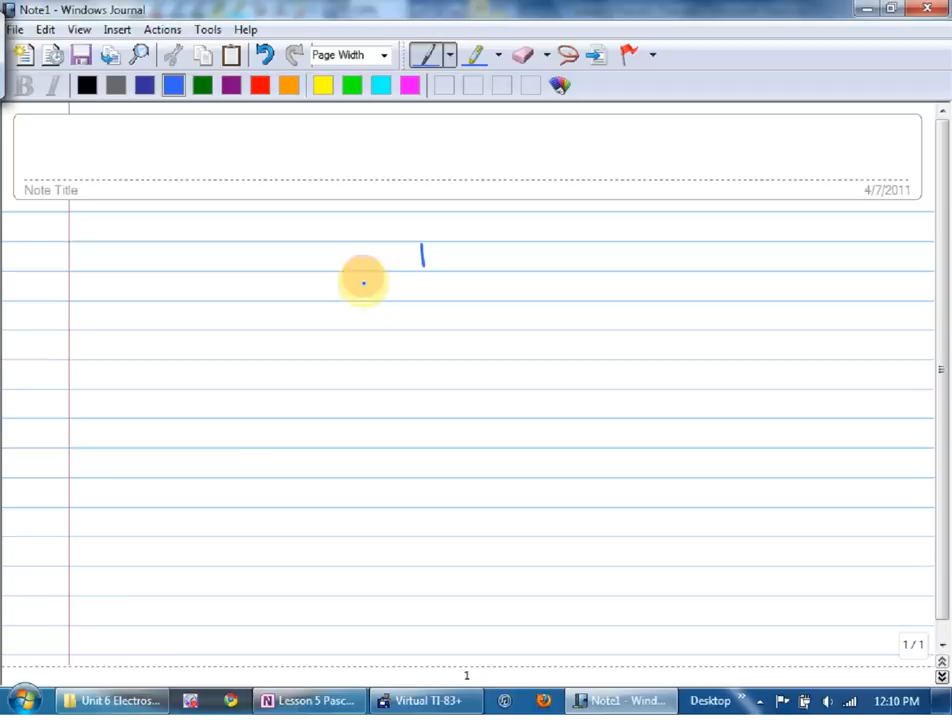 Note1 - Windows Journal
File Edit View Insert Actions Tools Help
Page Width
B I
Note Title
4/7/2011
1
1 / 1
1
Unit 6 Electros...
Lesson 5 Pasc...
Virtual TI-83+
Note1 - Wind...
Desktop
12:10 PM